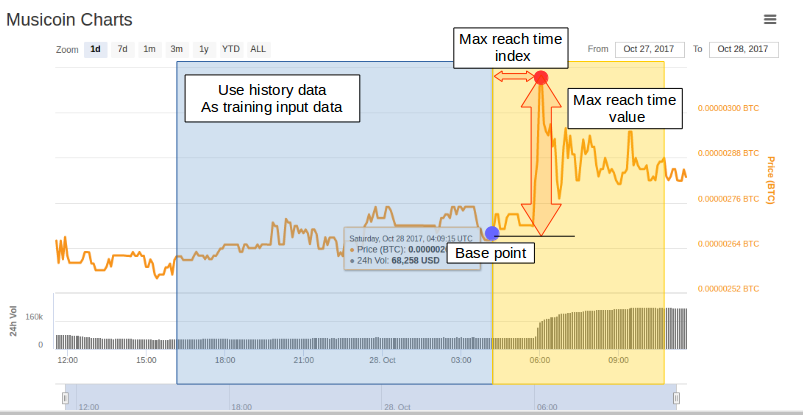 Musicoin Charts
Zoom 1d 7d 1m 3m 1y YTD ALL
From Oct 27, 2017 To Oct 28, 2017
Max reach time
index
Use history data
As training input data
Max reach time
value
0.00000300 BTC
0.00000288 BTC
0.00000276 BTC
0.00000264 BTC
0.00000252 BTC
Price (BTC)
Saturday, Oct 28 2017, 04:09:15 UTC
Price (BTC): 0.0000026
24h Vol: 68,258 USD
Base point
24h Vol
160k
0
12:00 15:00 18:00 21:00 28. Oct 03:00 06:00 09:00
12:00 18:00 28. Oct 06:00